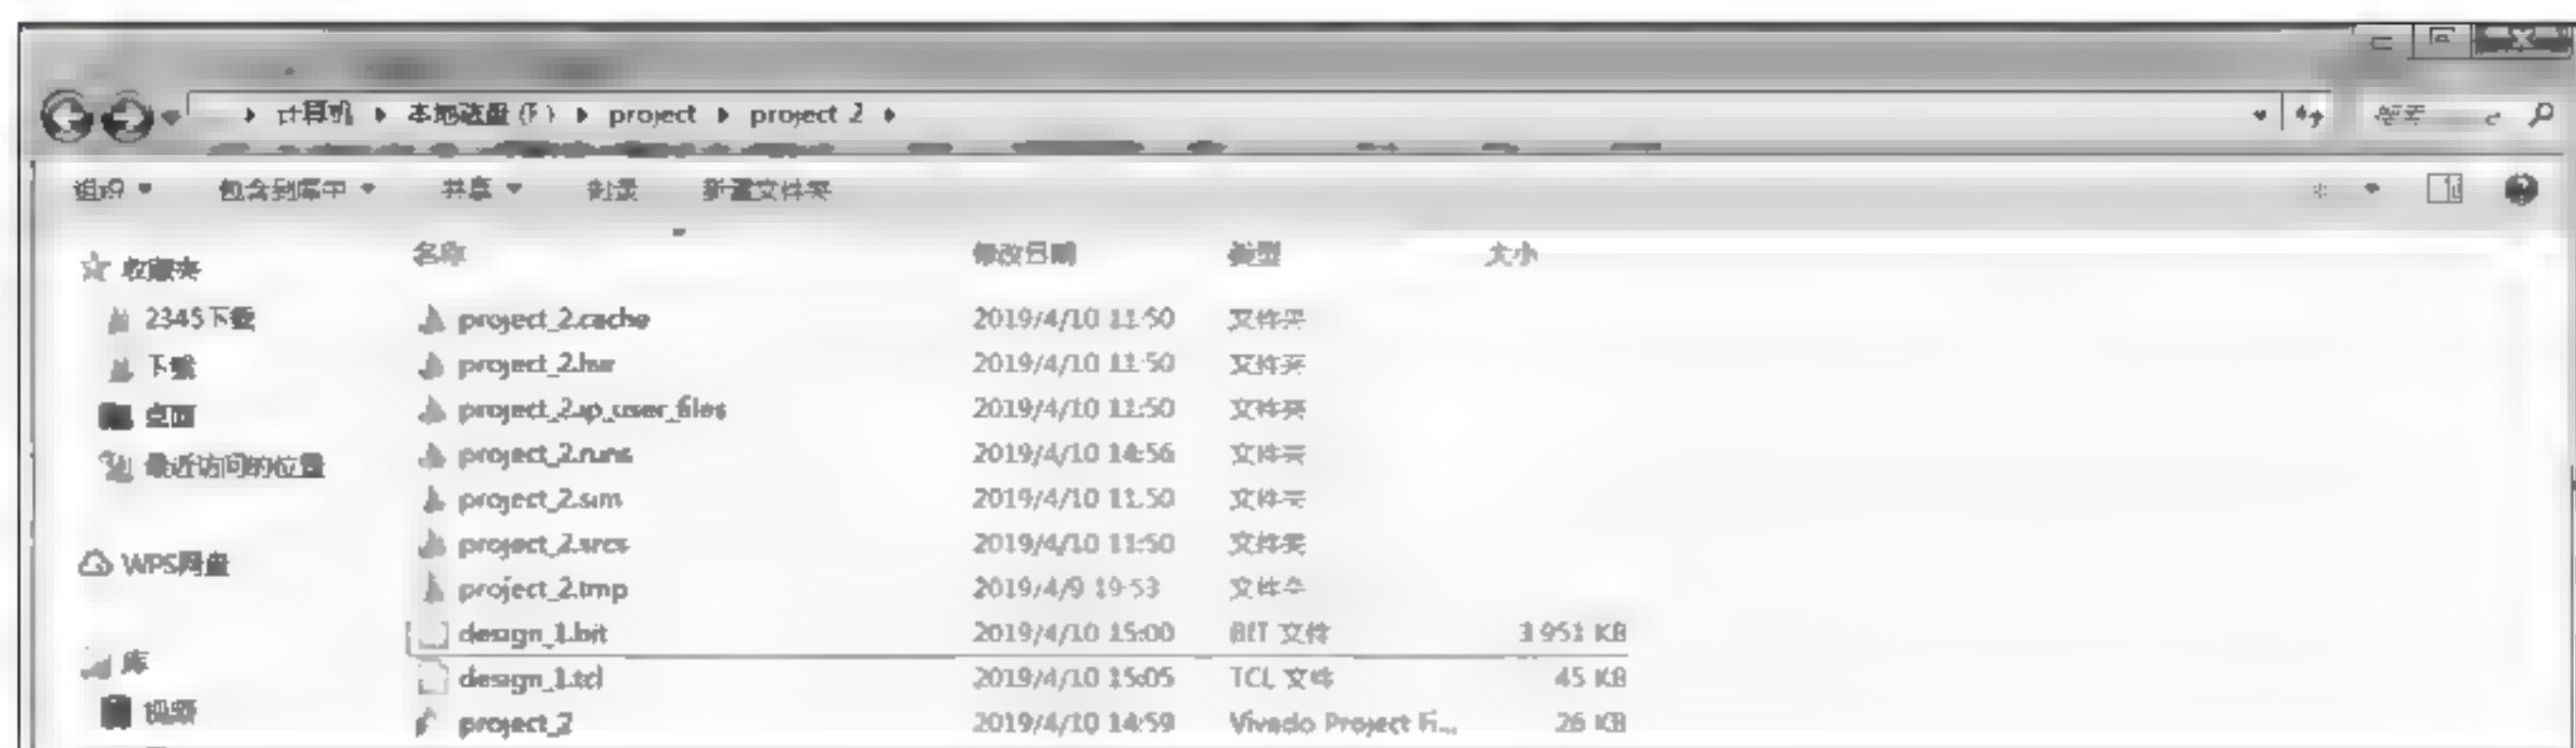 计算机 本地磁盘 (F:) project project 2
组织 包含到库中 共享 刻录 新建文件夹
名称 修改日期 类型 大小
收藏夹
2345下载
下载
桌面
最近访问的位置
WPS网盘
库
视频
project_2.cache 2019/4/10 11:50 文件夹
project_2.hw 2019/4/10 11:50 文件夹
project_2.ip_user_files 2019/4/10 11:50 文件夹
project_2.runs 2019/4/10 14:56 文件夹
project_2.sim 2019/4/10 11:50 文件夹
project_2.srcs 2019/4/10 11:50 文件夹
project_2.tmp 2019/4/9 19:53 文件夹
design_1.bit 2019/4/10 15:00 BIT 文件 3 951 KB
design_1.tcl 2019/4/10 15:05 TCL 文件 45 KB
project_2 2019/4/10 14:59 Vivado Project Fi... 26 KB